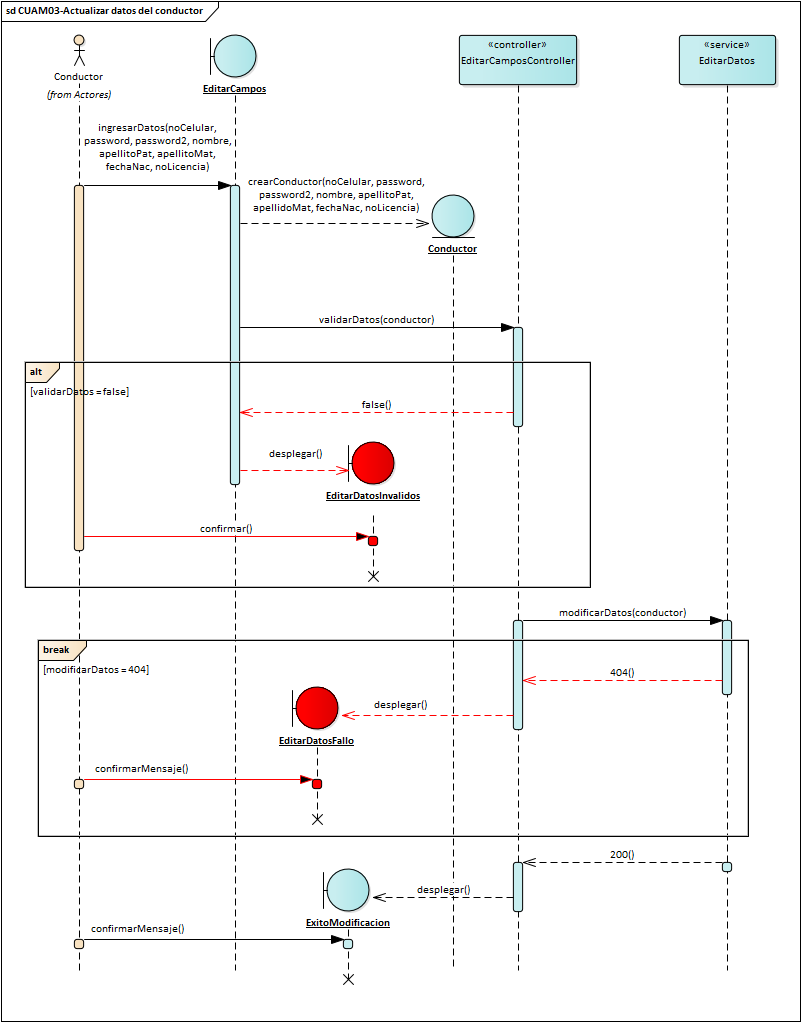 sd CUAM03-Actualizar datos del conductor
Conductor
(from Actores)
EditarCampos
«controller»
EditarCamposController
«service»
EditarDatos
ingresarDatos(noCelular,
password, password2, nombre,
apellitoPat, apellitoMat,
fechaNac, noLicencia)
crearConductor(noCelular, password,
password2, nombre, apellitoPat,
apellidoMat, fechaNac, noLicencia)
Conductor
validarDatos(conductor)
alt
[validarDatos = false]
false()
desplegar()
EditarDatosInvalidos
confirmar()
modificarDatos(conductor)
break
[modificarDatos = 404]
404()
desplegar()
EditarDatosFallo
confirmarMensaje()
200()
desplegar()
ExitoModificacion
confirmarMensaje()